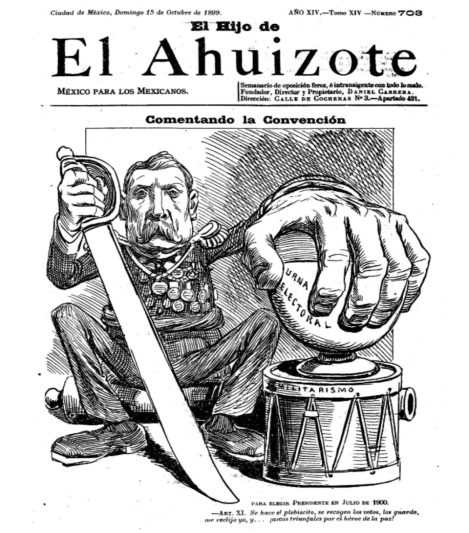 Ciudad de México, Domingo 15 de Octubre de 1899.
AÑO XIV.—Tomo XIV —Número 703
El Hijo de
El Ahuizote
México para los Mexicanos.
Semanario de oposición feroz, é intransigente con todo lo malo.
Fundador, Director y Propietario, Daniel Cabrera.
Dirección: Calle de Cocheras Nº 3.—Apartado 421.
Comentando la Convención
URNA
ELECTORAL
MILITARISMO
para elegir Presidente en Julio de 1900.
—Art. XI. Se hace el plebiscito, se recogen los votos, los guardo,
me reelijo yo, y.... ¡arcos triunfales por el héroe de la paz!